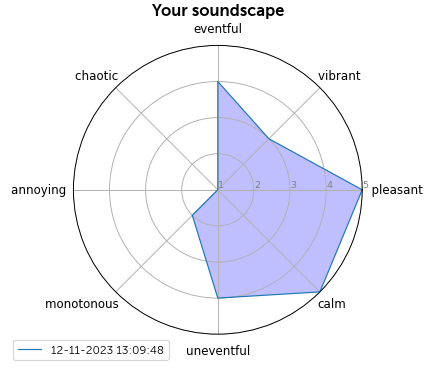 Your soundscape
eventful
chaotic
vibrant
annoying
1 2 3 4 5
pleasant
monotonous
calm
uneventful
12-11-2023 13:09:48